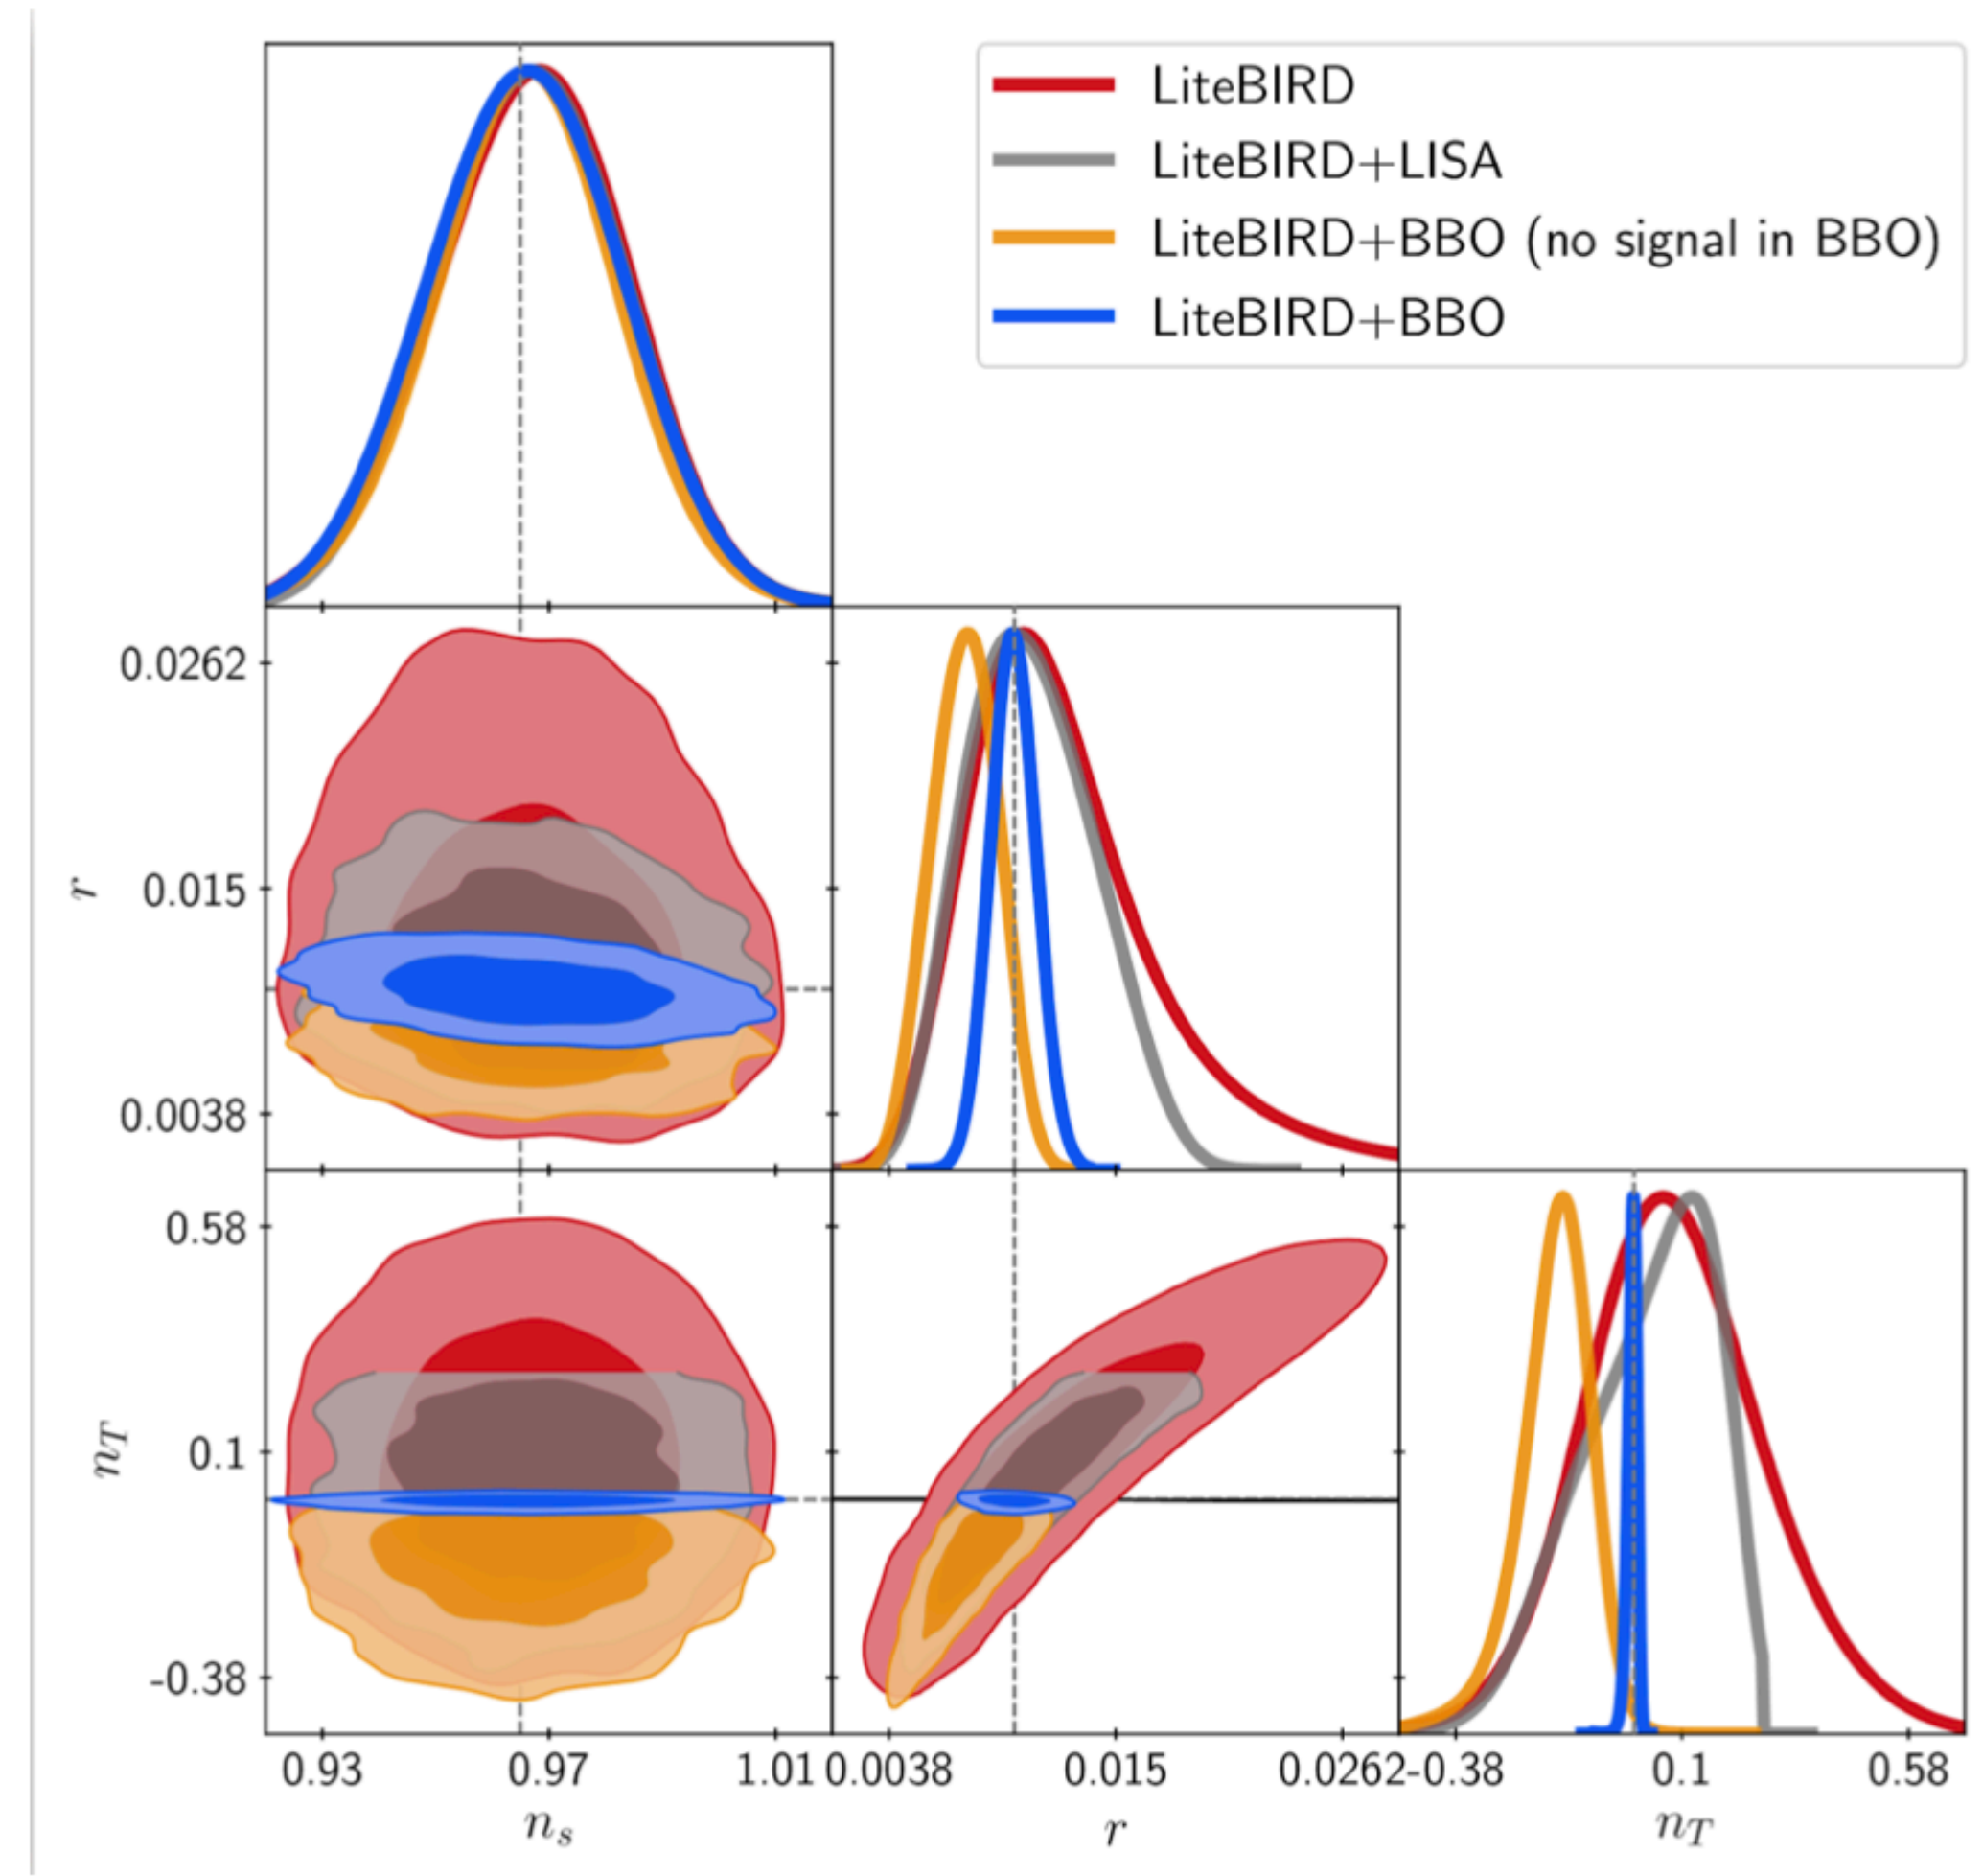 LiteBIRD
LiteBIRD+LISA
LiteBIRD+BBO (no signal in BBO)
LiteBIRD+BBO
0.0262
0.015
0.0038
r
0.58
0.1
-0.38
n_T
0.93 0.97 1.01 0.0038 0.015 0.0262 -0.38 0.1 0.58
n_s r n_T